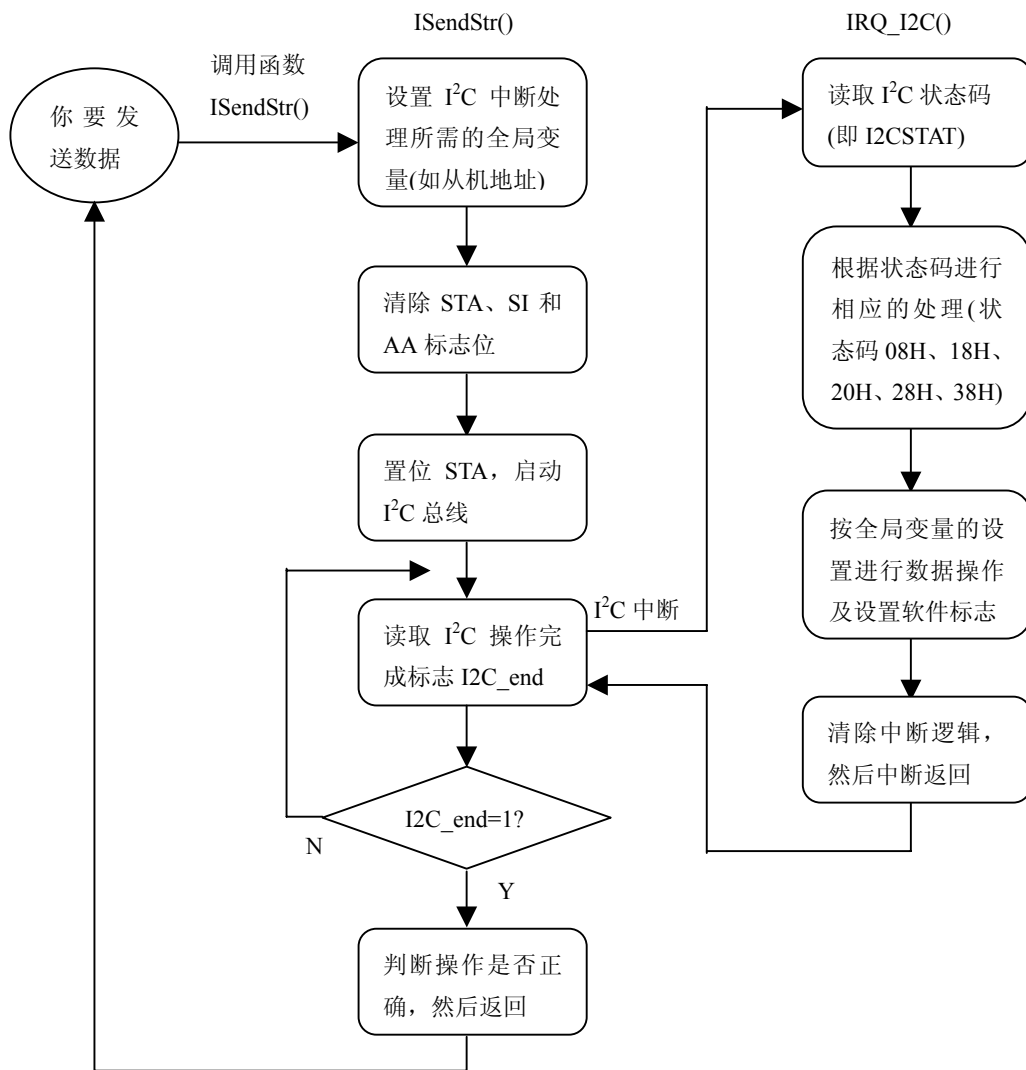 ISendStr()
IRQ_I2C()
调用函数
ISendStr()
你要发
送数据
设置 I²C 中断处
理所需的全局变
量(如从机地址)
清除 STA、SI 和
AA 标志位
置位 STA，启动
I²C 总线
读取 I²C 操作完
成标志 I2C_end
I²C 中断
I2C_end=1?
N
Y
判断操作是否正
确，然后返回
读取 I²C 状态码
(即 I2CSTAT)
根据状态码进行
相应的处理(状
态码 08H、18H、
20H、28H、38H)
按全局变量的设
置进行数据操作
及设置软件标志
清除中断逻辑，
然后中断返回